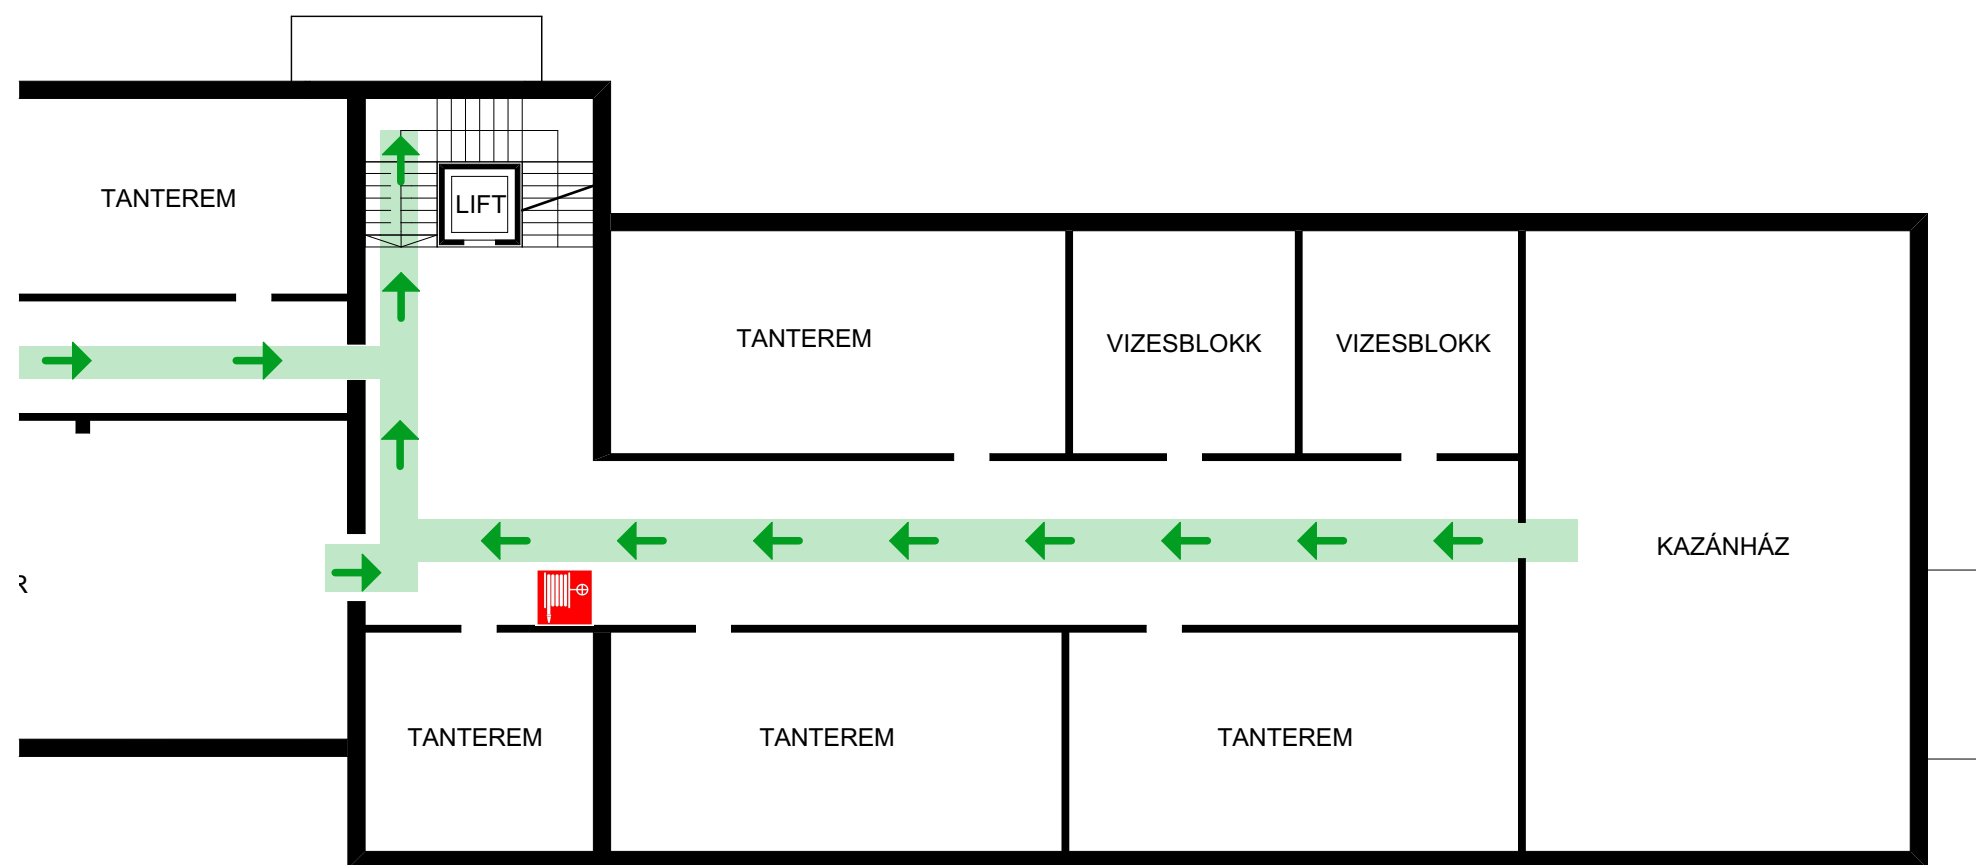 TANTEREM
LIFT
TANTEREM
VIZESBLOKK
VIZESBLOKK
KAZÁNHÁZ
R
TANTEREM
TANTEREM
TANTEREM